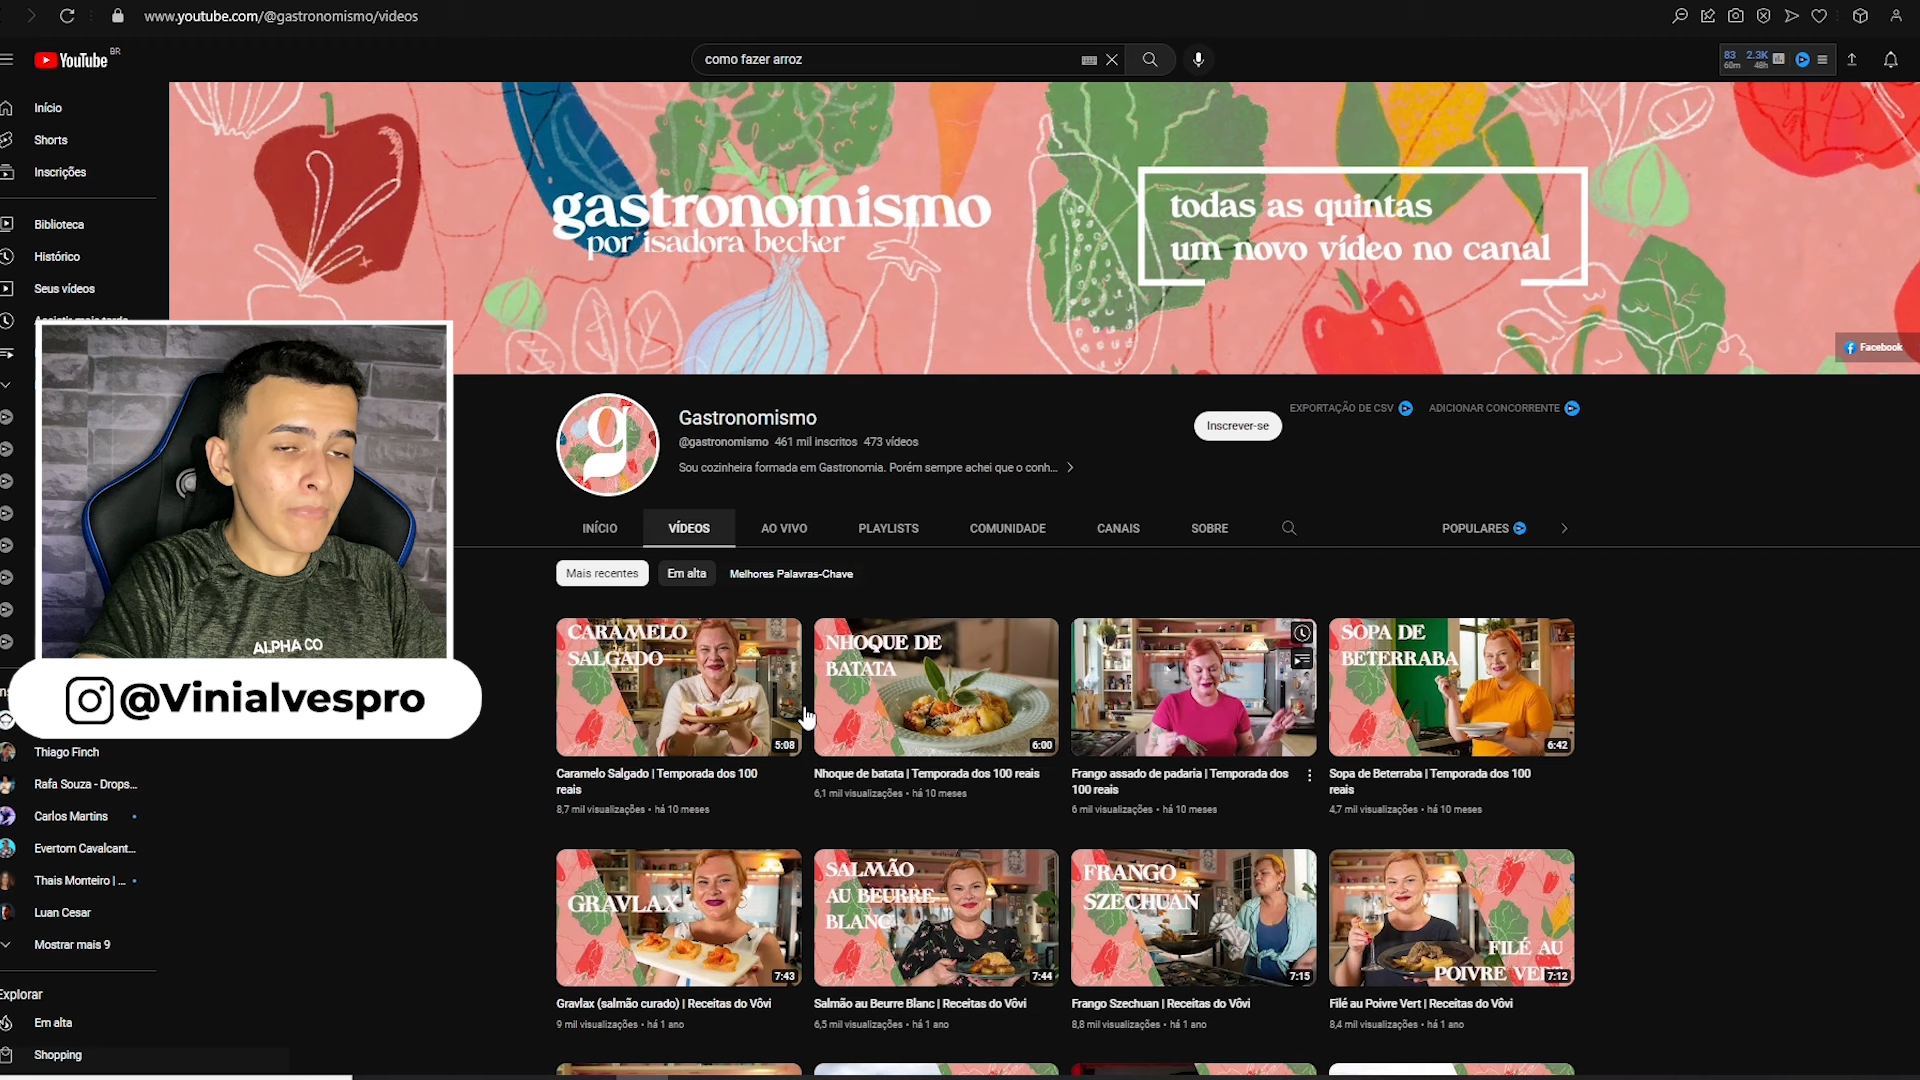 www.youtube.com/@gastronomismo/videos
YouTube BR
como fazer arroz
83 2.3K
60m 48h
Início
Shorts
Inscrições
Biblioteca
Histórico
Seus vídeos
Assistir mais tarde
gastronomismo
por isadora becker
todas as quintas
um novo vídeo no canal
Facebook
Gastronomismo
@gastronomismo 461 mil inscritos 473 vídeos
Sou cozinheira formada em Gastronomia. Porém sempre achei que o conh...
Inscrever-se
EXPORTAÇÃO DE CSV
ADICIONAR CONCORRENTE
INÍCIO
VÍDEOS
AO VIVO
PLAYLISTS
COMUNIDADE
CANAIS
SOBRE
POPULARES
Mais recentes
Em alta
Melhores Palavras-Chave
ALPHA CO
@Vinialvespro
Thiago Finch
Rafa Souza - Drops...
Carlos Martins
Evertom Cavalcant...
Thais Monteiro | ...
Luan Cesar
Mostrar mais 9
Explorar
Em alta
Shopping
CARAMELO
SALGADO
5:08
Caramelo Salgado | Temporada dos 100
reais
8,7 mil visualizações • há 10 meses
NHOQUE DE
BATATA
6:00
Nhoque de batata | Temporada dos 100 reais
6,1 mil visualizações • há 10 meses
Frango assado de padaria | Temporada dos
100 reais
6 mil visualizações • há 10 meses
SOPA DE
BETERRABA
6:42
Sopa de Beterraba | Temporada dos 100
reais
4,7 mil visualizações • há 10 meses
GRAVLAX
7:43
Gravlax (salmão curado) | Receitas do Vôvi
9 mil visualizações • há 1 ano
SALMÃO
AU BEURRE
BLANC
7:44
Salmão au Beurre Blanc | Receitas do Vôvi
6,5 mil visualizações • há 1 ano
FRANGO
SZECHUAN
7:15
Frango Szechuan | Receitas do Vôvi
8,8 mil visualizações • há 1 ano
FILÉ AU
POIVRE
7:12
Filé au Poivre Vert | Receitas do Vôvi
8,4 mil visualizações • há 1 ano